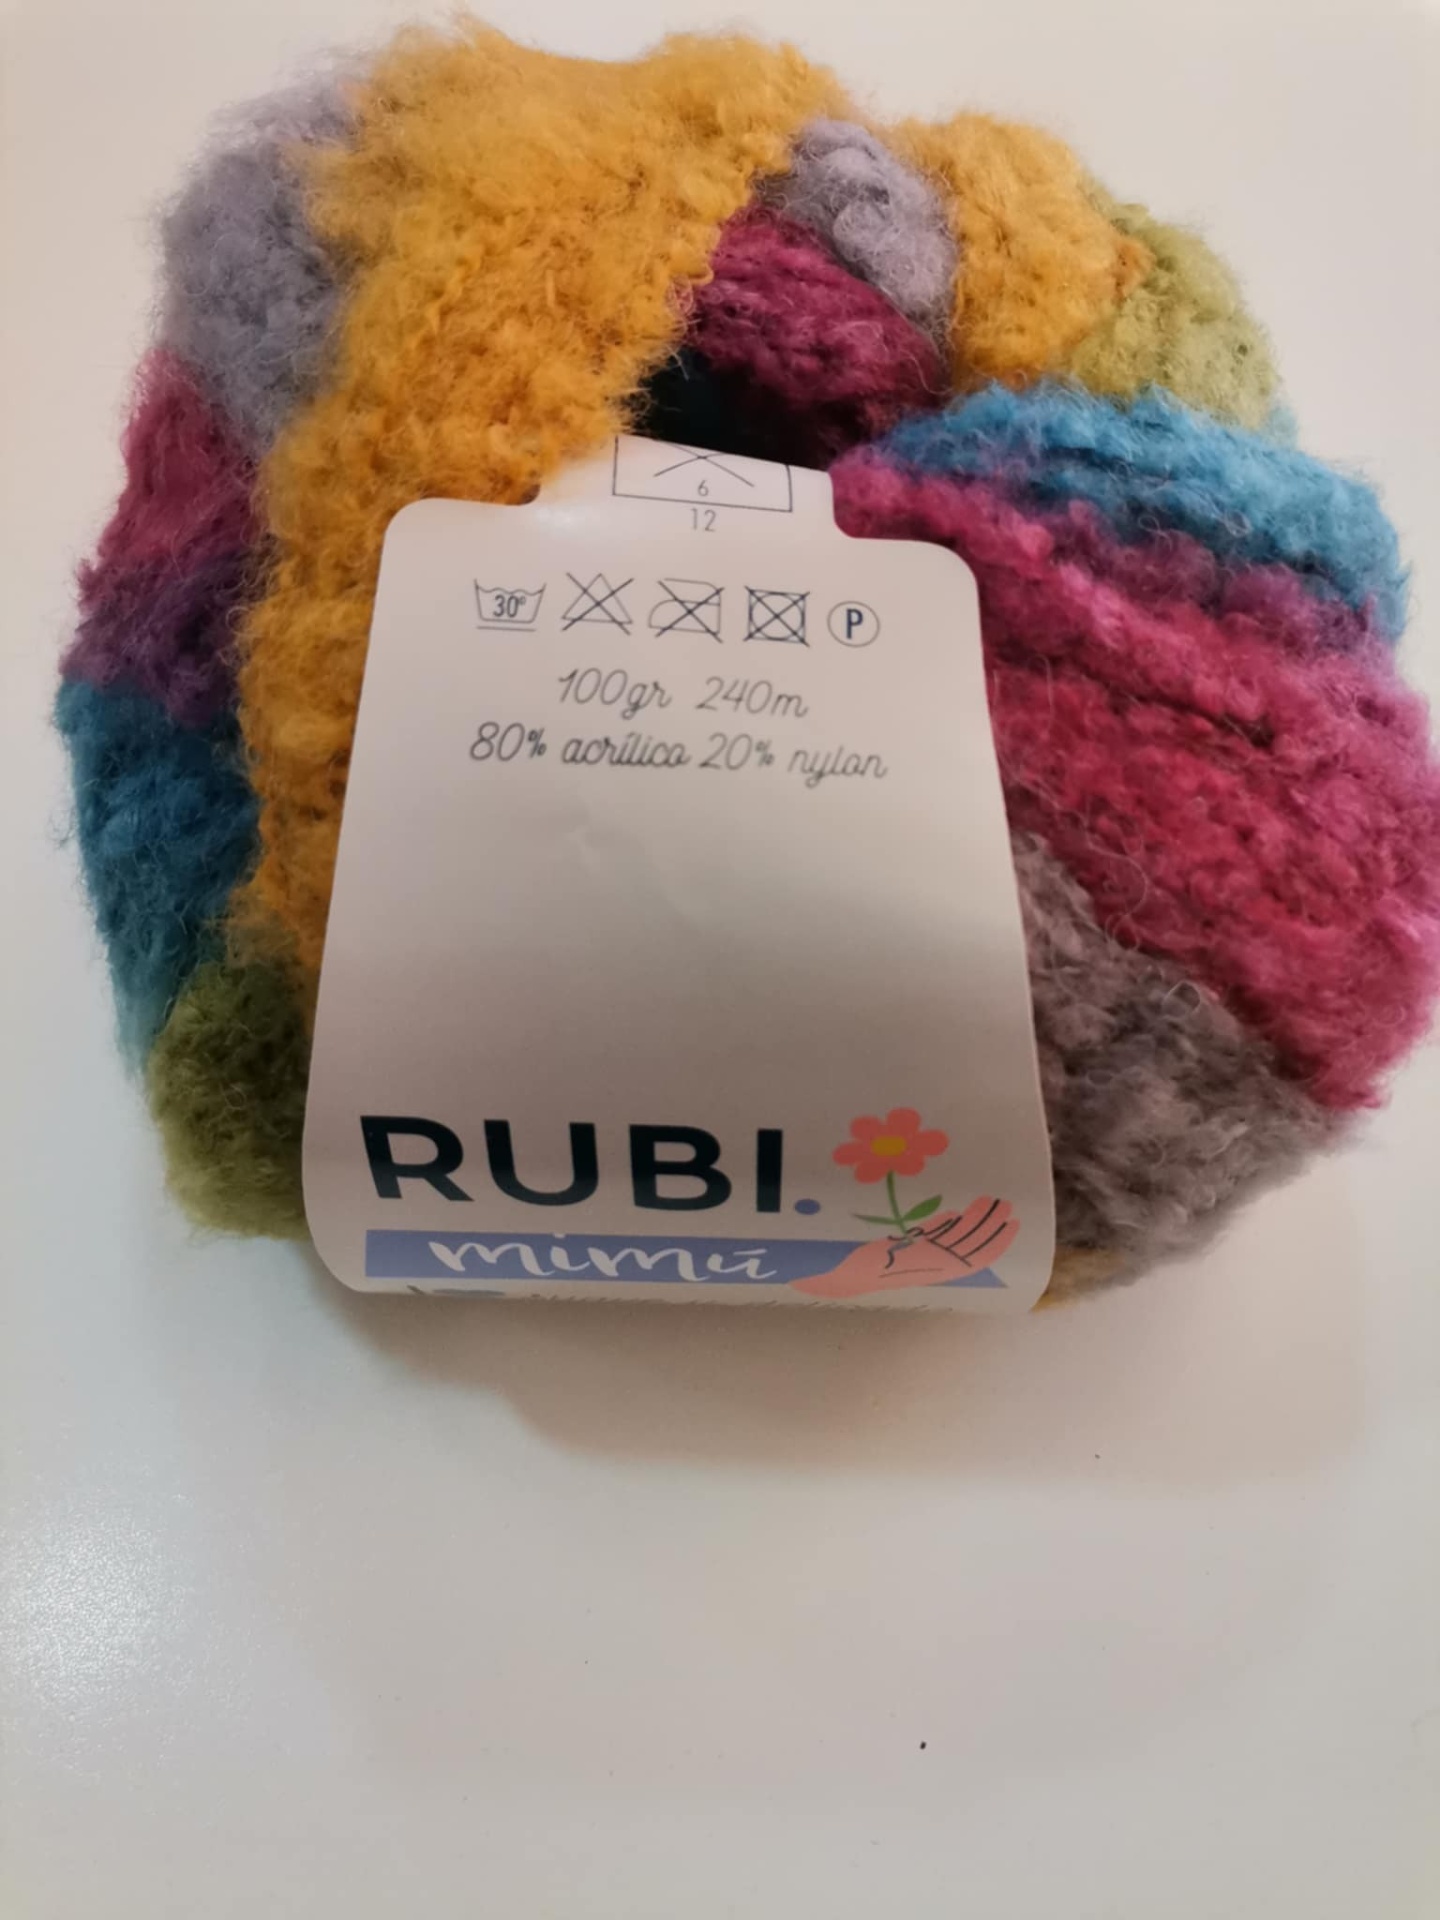 6
12
30°
P
100gr 240m
80% acrílico 20% nylon
RUBI.
mimú